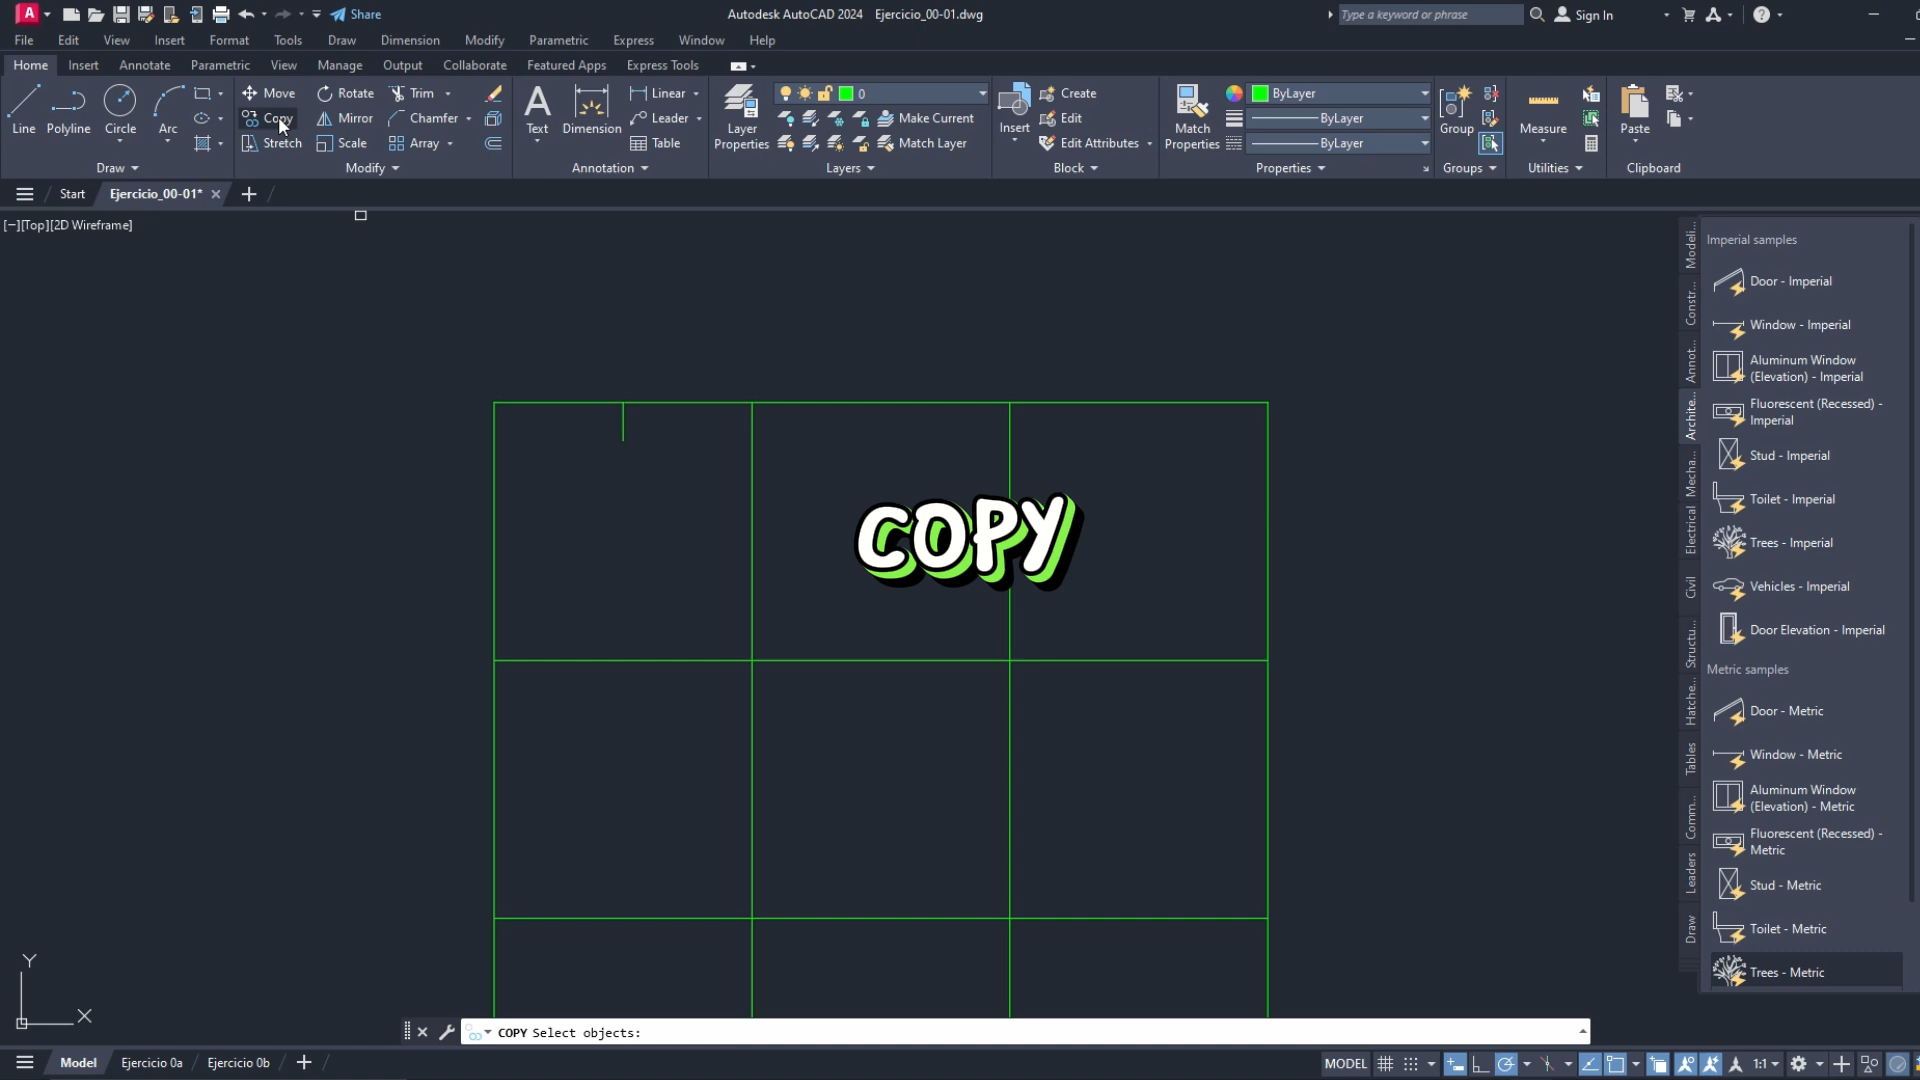 Share
Autodesk AutoCAD 2024 Ejercicio_00-01.dwg
Type a keyword or phrase
Sign In
File Edit View Insert Format Tools Draw Dimension Modify Parametric Express Window Help
Home Insert Annotate Parametric View Manage Output Collaborate Featured Apps Express Tools
Line Polyline Circle Arc
Draw
Move Rotate Trim
Copy Mirror Chamfer
Stretch Scale Array
Modify
Text Dimension
Linear
Leader
Table
Annotation
Layer
Properties
0
Make Current
Match Layer
Layers
Insert
Create
Edit
Edit Attributes
Block
Match
Properties
ByLayer
ByLayer
ByLayer
Properties
Group
Groups
Measure
Utilities
Paste
Clipboard
Start Ejercicio_00-01*
[−][Top][2D Wireframe]
COPY
Y
X
Modeli...
Constr...
Annot...
Archite...
Mecha...
Electrical
Civil
Structu...
Hatche...
Tables
Comm...
Leaders
Draw
Imperial samples
Door - Imperial
Window - Imperial
Aluminum Window
(Elevation) - Imperial
Fluorescent (Recessed) -
Imperial
Stud - Imperial
Toilet - Imperial
Trees - Imperial
Vehicles - Imperial
Door Elevation - Imperial
Metric samples
Door - Metric
Window - Metric
Aluminum Window
(Elevation) - Metric
Fluorescent (Recessed) -
Metric
Stud - Metric
Toilet - Metric
Trees - Metric
COPY Select objects:
Model Ejercicio 0a Ejercicio 0b
MODEL
1:1